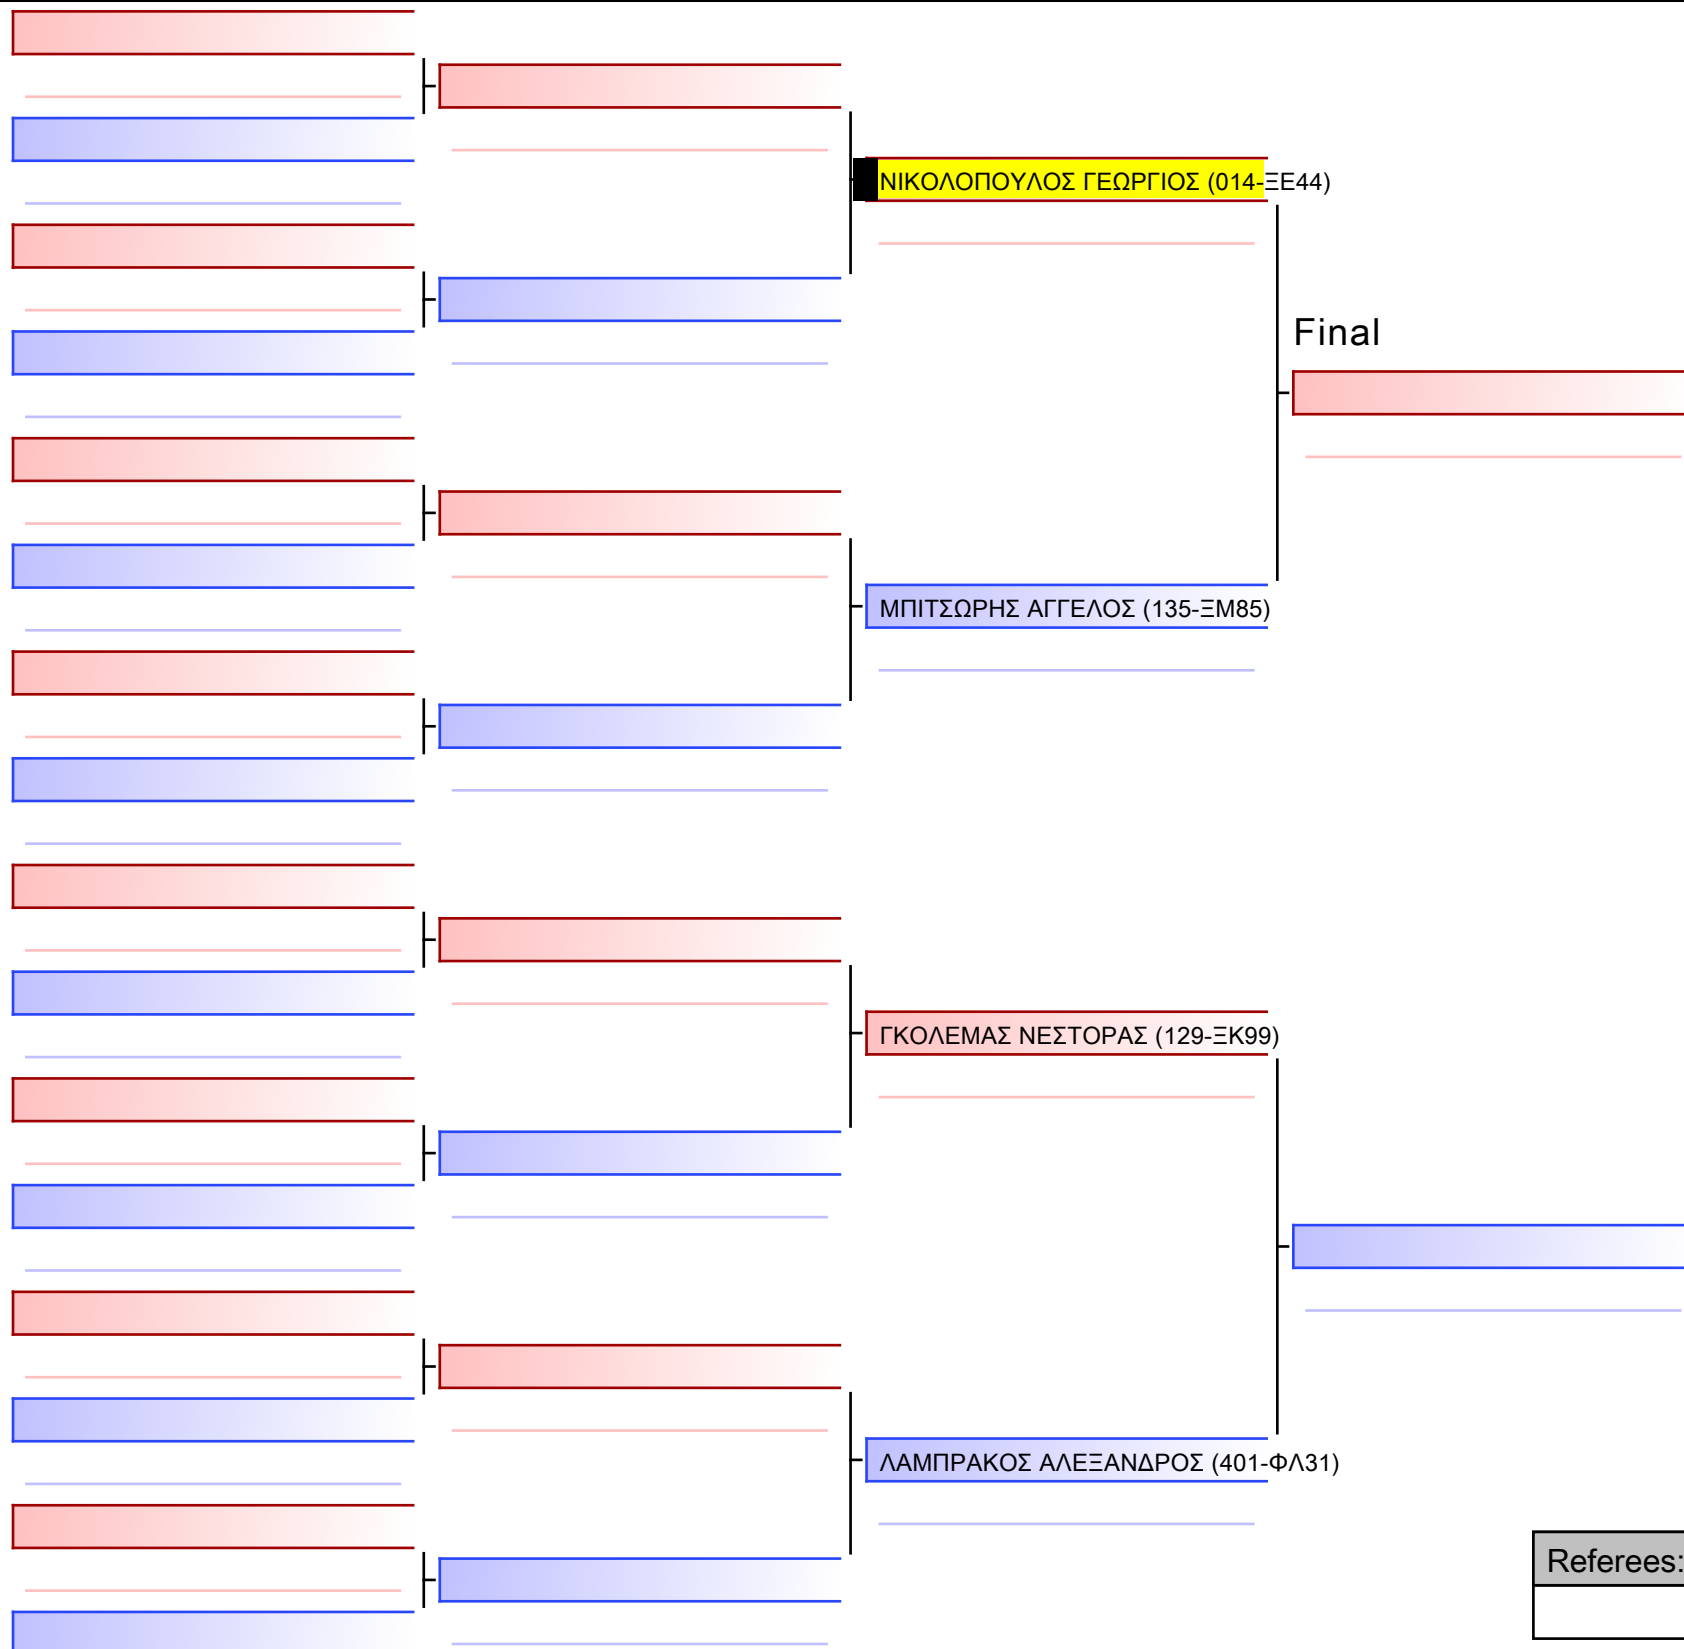 ΝΙΚΟΛΟΠΟΥΛΟΣ ΓΕΩΡΓΙΟΣ (014-ΞΕ44)
Final
ΜΠΙΤΣΩΡΗΣ ΑΓΓΕΛΟΣ (135-ΞΜ85)
ΓΚΟΛΕΜΑΣ ΝΕΣΤΟΡΑΣ (129-ΞΚ99)
ΛΑΜΠΡΑΚΟΣ ΑΛΕΞΑΝΔΡΟΣ (401-ΦΛ31)
Referees: